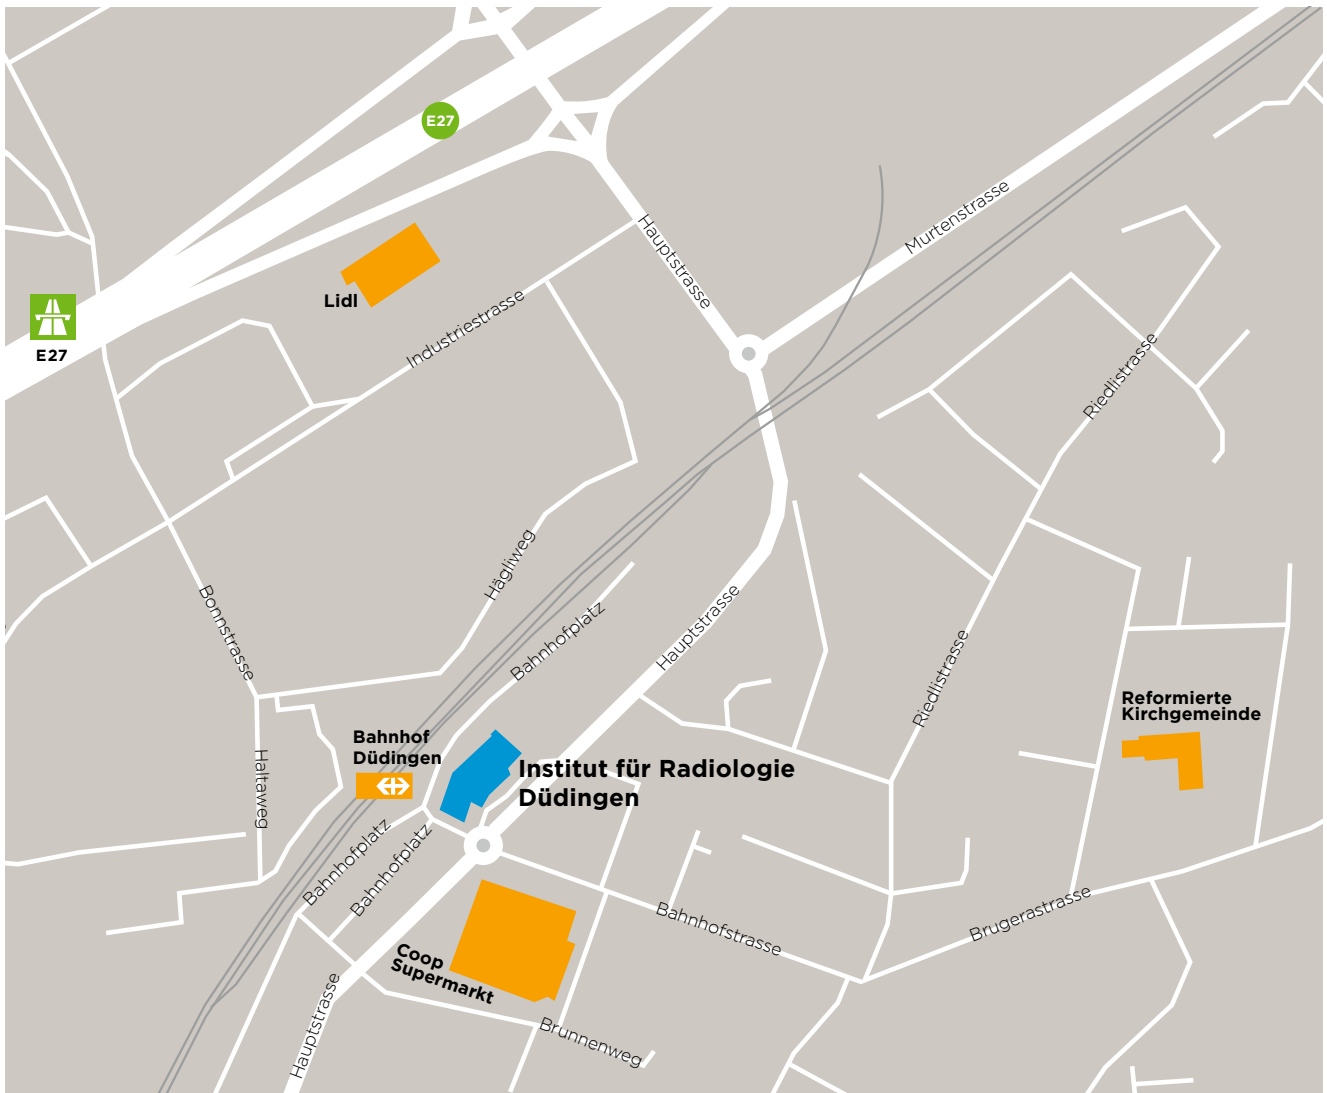 E27
Hauptstrasse
Murtenstrasse
Lidl
Industriestrasse
E27
Riedlistrasse
Hägliweg
Bonnstrasse
Bahnhofplatz
Hauptstrasse
Riedlistrasse
Reformierte
Kirchgemeinde
Bahnhof
Düdingen
Haltaweg
Institut für Radiologie
Düdingen
Bahnhofplatz
Bahnhofplatz
Bahnhofstrasse
Brugerastrasse
Coop
Supermarkt
Hauptstrasse
Brunnenweg